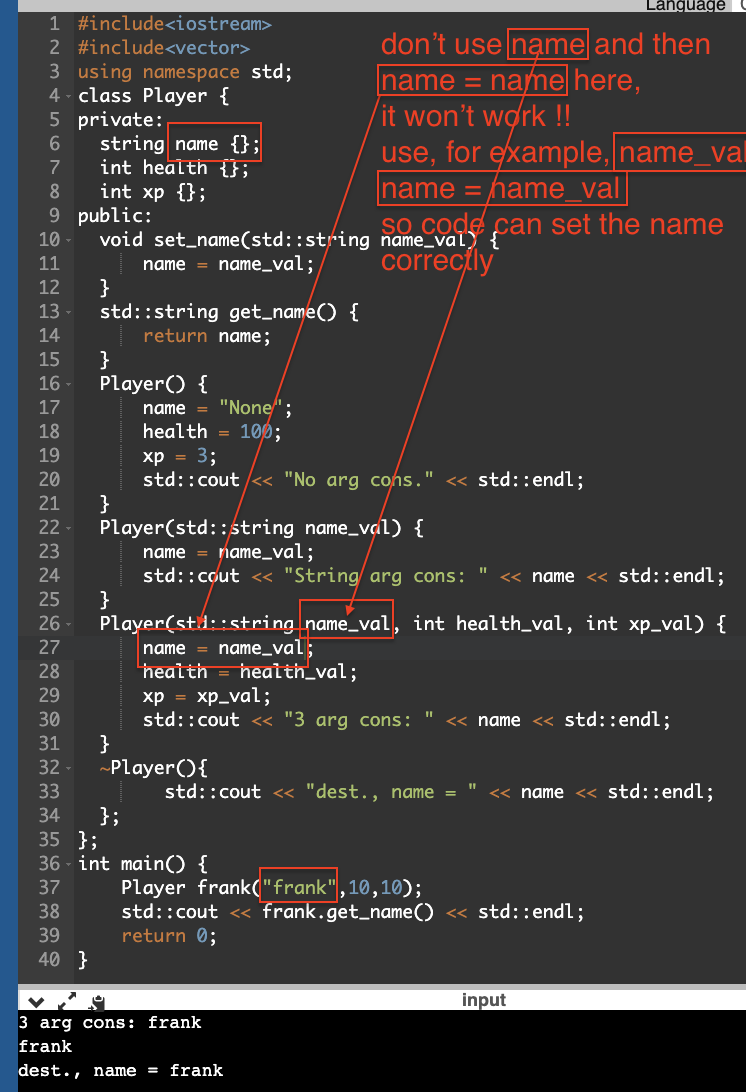 Language
1 #include<iostream>
2 #include<vector>
3 using namespace std;
4 class Player {
5 private:
6 string name {};
7 int health {};
8 int xp {};
9 public:
10 void set_name(std::string name_val) {
11 name = name_val;
12 }
13 std::string get_name() {
14 return name;
15 }
16 Player() {
17 name = "None";
18 health = 100;
19 xp = 3;
20 std::cout << "No arg cons." << std::endl;
21 }
22 Player(std::string name_val) {
23 name = name_val;
24 std::cout << "String arg cons: " << name << std::endl;
25 }
26 Player(std::string name_val, int health_val, int xp_val) {
27 name = name_val;
28 health = health_val;
29 xp = xp_val;
30 std::cout << "3 arg cons: " << name << std::endl;
31 }
32 ~Player(){
33 std::cout << "dest., name = " << name << std::endl;
34 };
35 };
36 int main() {
37 Player frank("frank",10,10);
38 std::cout << frank.get_name() << std::endl;
39 return 0;
40 }
don't use name and then
name = name here,
it won't work !!
use, for example, name_val
name = name_val
so code can set the name
correctly
input
3 arg cons: frank
frank
dest., name = frank